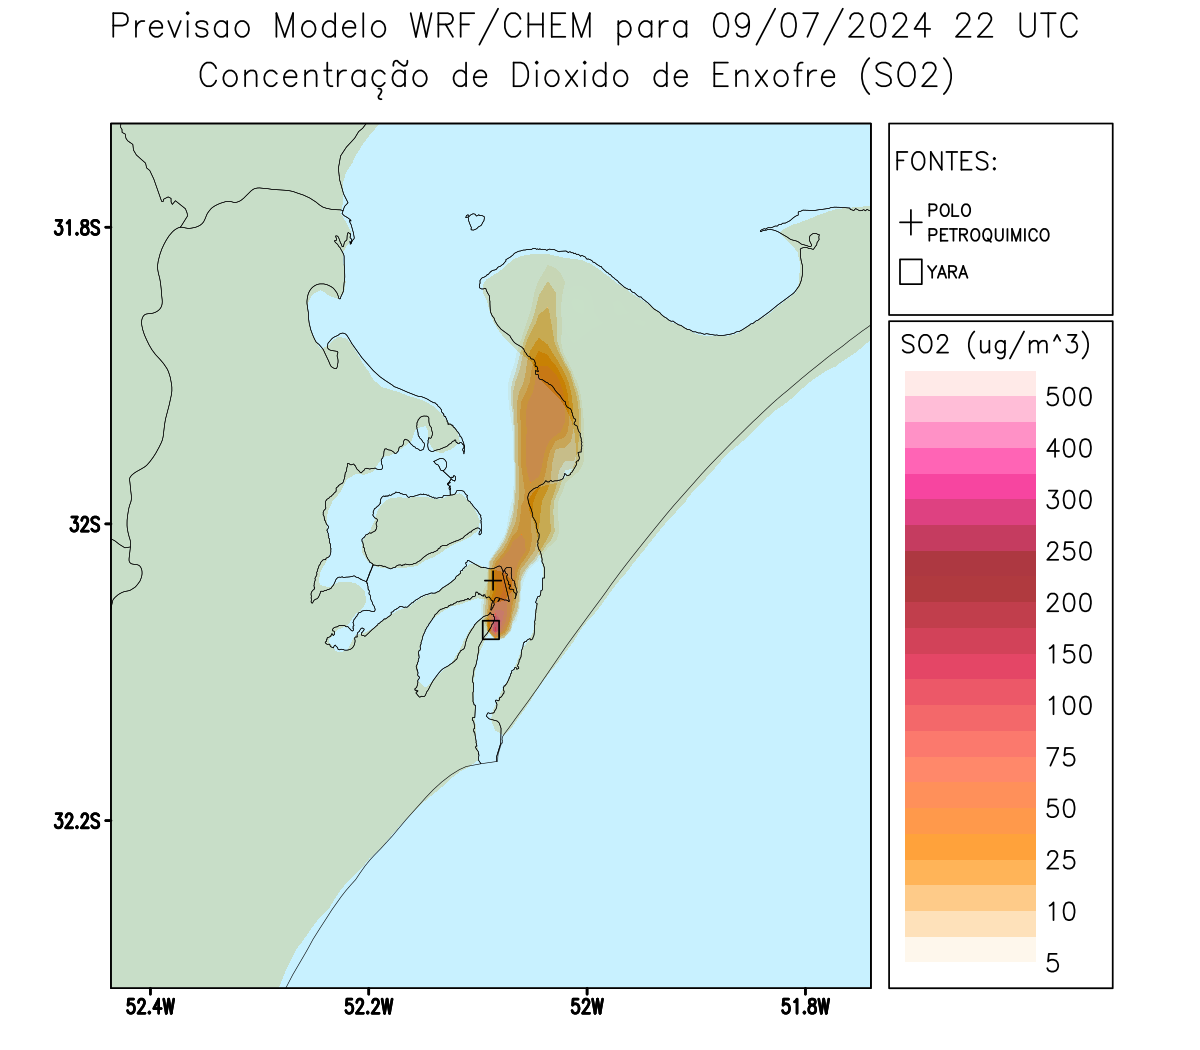 Previsao Modelo WRF/CHEM para 09/07/2024 22 UTC
Concentração de Dioxido de Enxofre (SO2)
FONTES:
POLO
PETROQUIMICO
YARA
SO2 (ug/m^3)
500
400
300
250
200
150
100
75
50
25
10
5
31.8S
32S
32.2S
52.4W
52.2W
52W
51.8W